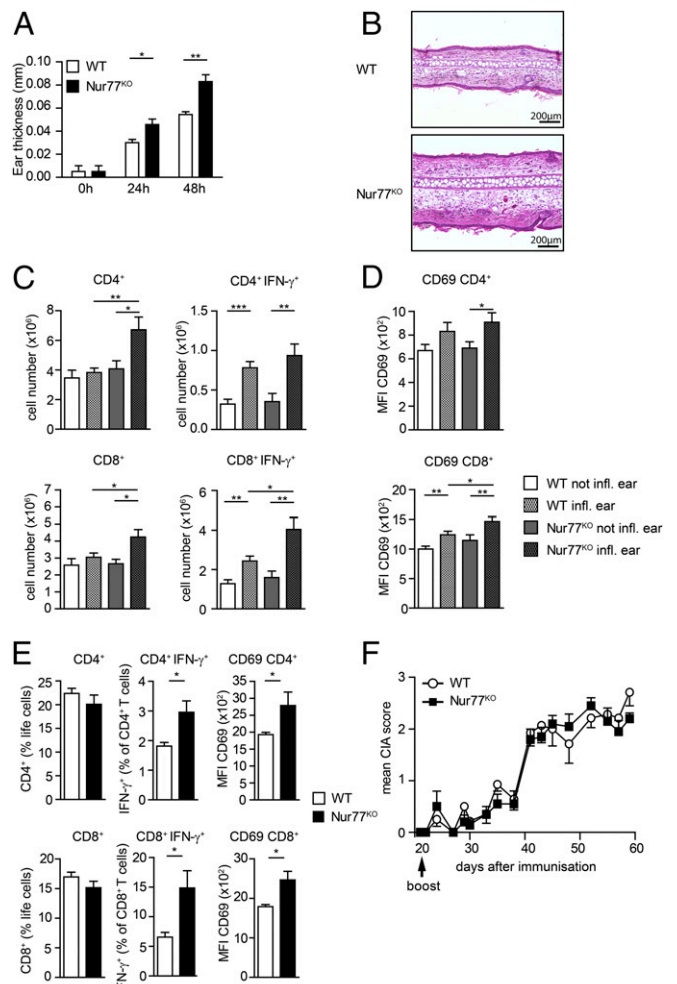 A
Ear thickness (mm)
0.10
0.08
0.06
0.04
0.02
0.00
WT
Nur77ᴷᴼ
*
**
0h
24h
48h
B
WT
200µm
Nur77ᴷᴼ
200µm
C
CD4⁺
cell number (x10⁶)
8
6
4
2
0
**
*
CD4⁺ IFN-γ⁺
cell number (x10⁶)
1.5
1.0
0.5
0.0
***
**
CD8⁺
cell number (x10⁶)
6
5
4
3
2
1
0
*
*
CD8⁺ IFN-γ⁺
cell number (x10⁶)
6
4
2
0
*
**
**
D
CD69 CD4⁺
MFI CD69 (x10²)
10
8
6
4
2
0
*
CD69 CD8⁺
MFI CD69 (x10²)
20
15
10
5
0
*
**
**
WT not infl. ear
WT infl. ear
Nur77ᴷᴼ not infl. ear
Nur77ᴷᴼ infl. ear
E
CD4⁺
CD4⁺ (% life cells)
25
20
15
10
5
0
CD4⁺ IFN-γ⁺
IFN-γ⁺ (% of CD4⁺ T cells)
4
3
2
1
0
*
CD69 CD4⁺
MFI CD69 (x10²)
35
30
25
20
15
10
5
0
*
WT
Nur77ᴷᴼ
CD8⁺
CD8⁺ (% life cells)
20
15
10
5
0
CD8⁺ IFN-γ⁺
IFN-γ⁺ (% of CD8⁺ T cells)
20
15
10
5
0
*
CD69 CD8⁺
MFI CD69 (x10²)
30
20
10
0
*
F
mean CIA score
3
2
1
0
WT
Nur77ᴷᴼ
20
30
40
50
60
days after immunisation
boost